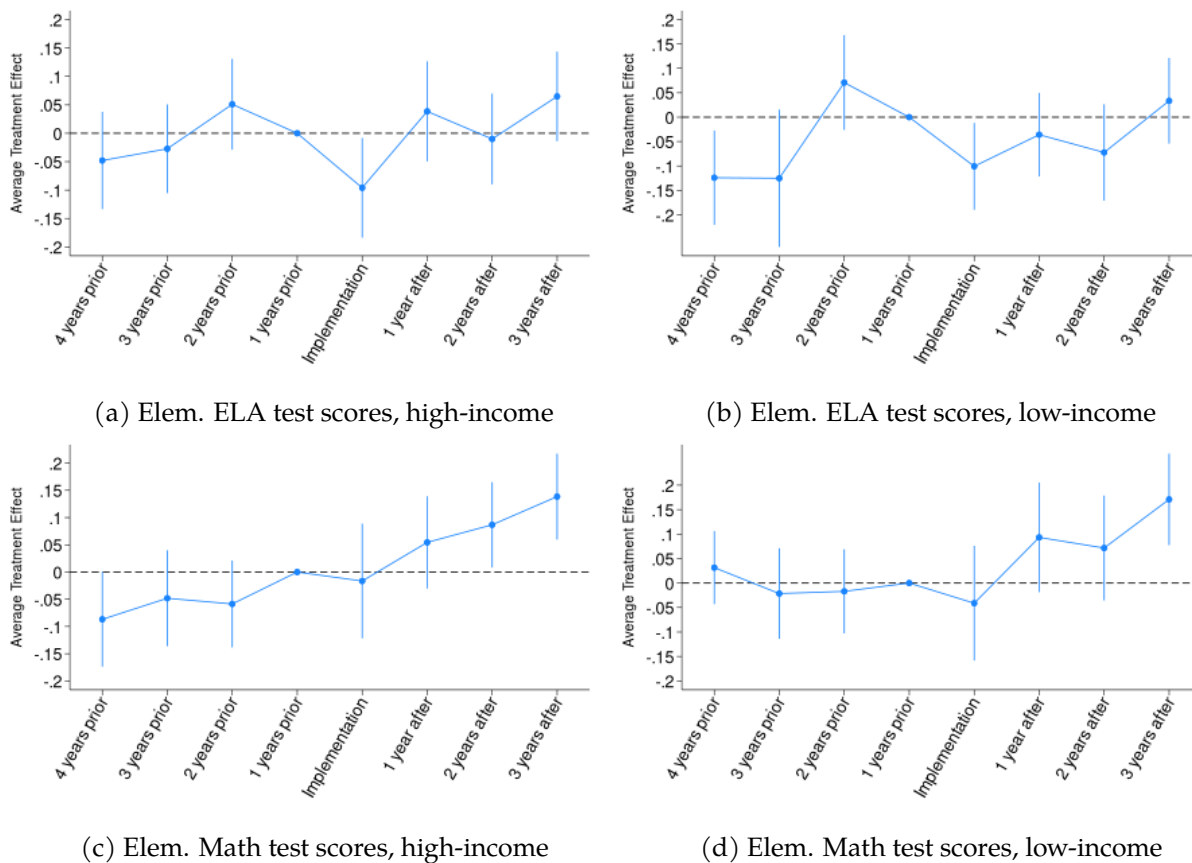 Average Treatment Effect
.2
.15
.1
.05
0
-.05
-.1
-.15
-.2
4 years prior
3 years prior
2 years prior
1 years prior
Implementation
1 year after
2 years after
3 years after
(a) Elem. ELA test scores, high-income
Average Treatment Effect
.2
.15
.1
.05
0
-.05
-.1
-.15
-.2
4 years prior
3 years prior
2 years prior
1 years prior
Implementation
1 year after
2 years after
3 years after
(b) Elem. ELA test scores, low-income
Average Treatment Effect
.2
.15
.1
.05
0
-.05
-.1
-.15
-.2
4 years prior
3 years prior
2 years prior
1 years prior
Implementation
1 year after
2 years after
3 years after
(c) Elem. Math test scores, high-income
Average Treatment Effect
.2
.15
.1
.05
0
-.05
-.1
-.15
-.2
4 years prior
3 years prior
2 years prior
1 years prior
Implementation
1 year after
2 years after
3 years after
(d) Elem. Math test scores, low-income